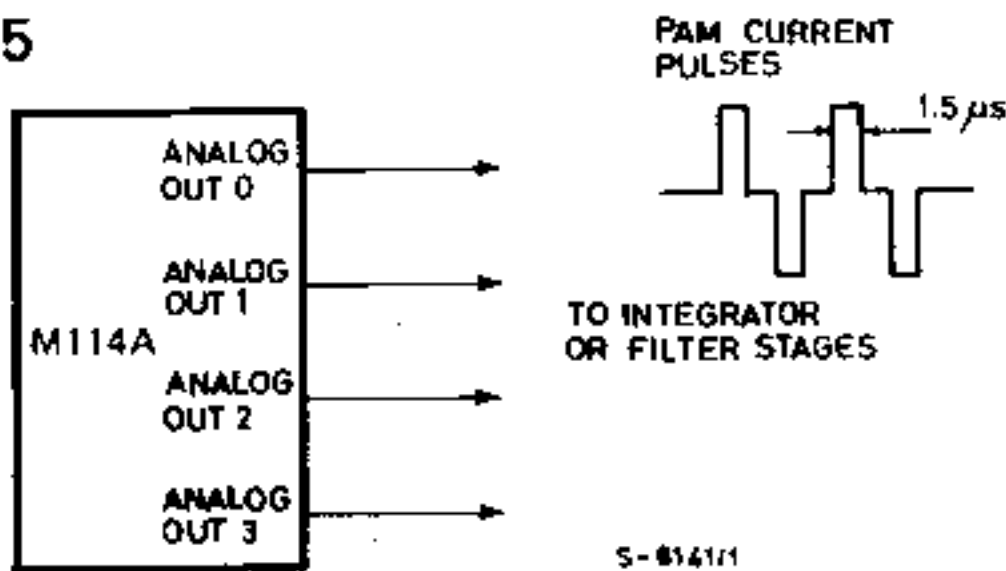 5
PAM CURRENT
PULSES
1.5 µs
ANALOG
OUT 0
ANALOG
OUT 1
TO INTEGRATOR
OR FILTER STAGES
M114A
ANALOG
OUT 2
ANALOG
OUT 3